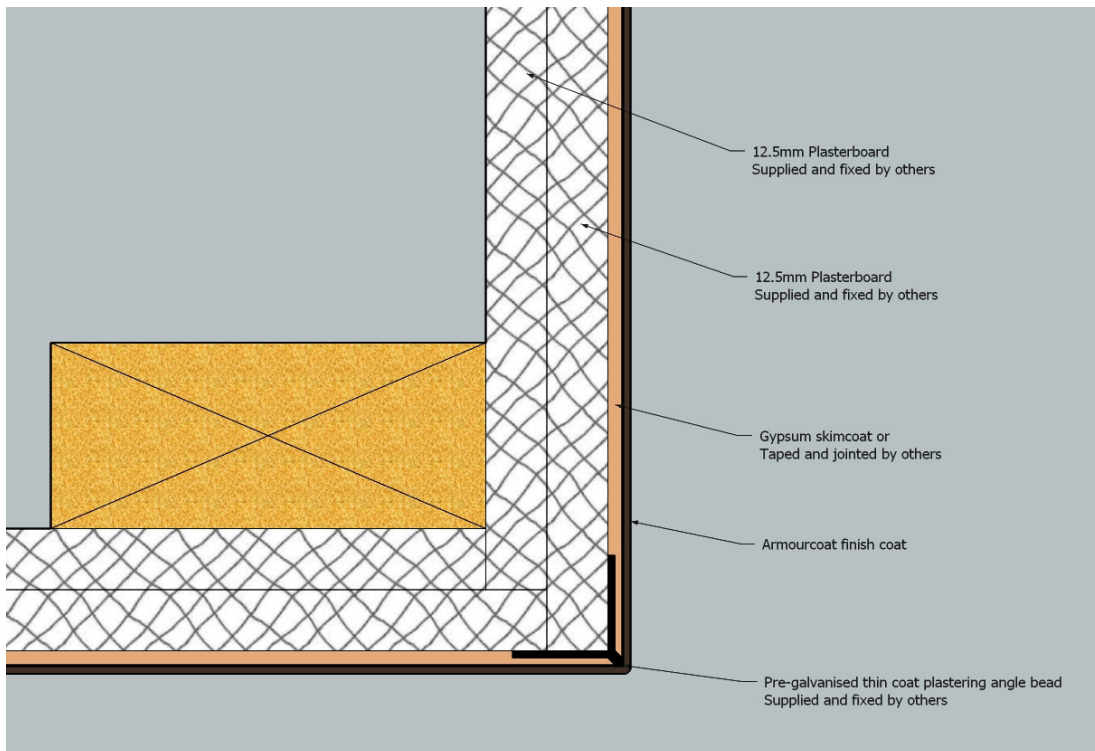 12.5mm Plasterboard
Supplied and fixed by others
12.5mm Plasterboard
Supplied and fixed by others
Gypsum skimcoat or
Taped and jointed by others
Armourcoat finish coat
Pre-galvanised thin coat plastering angle bead
Supplied and fixed by others